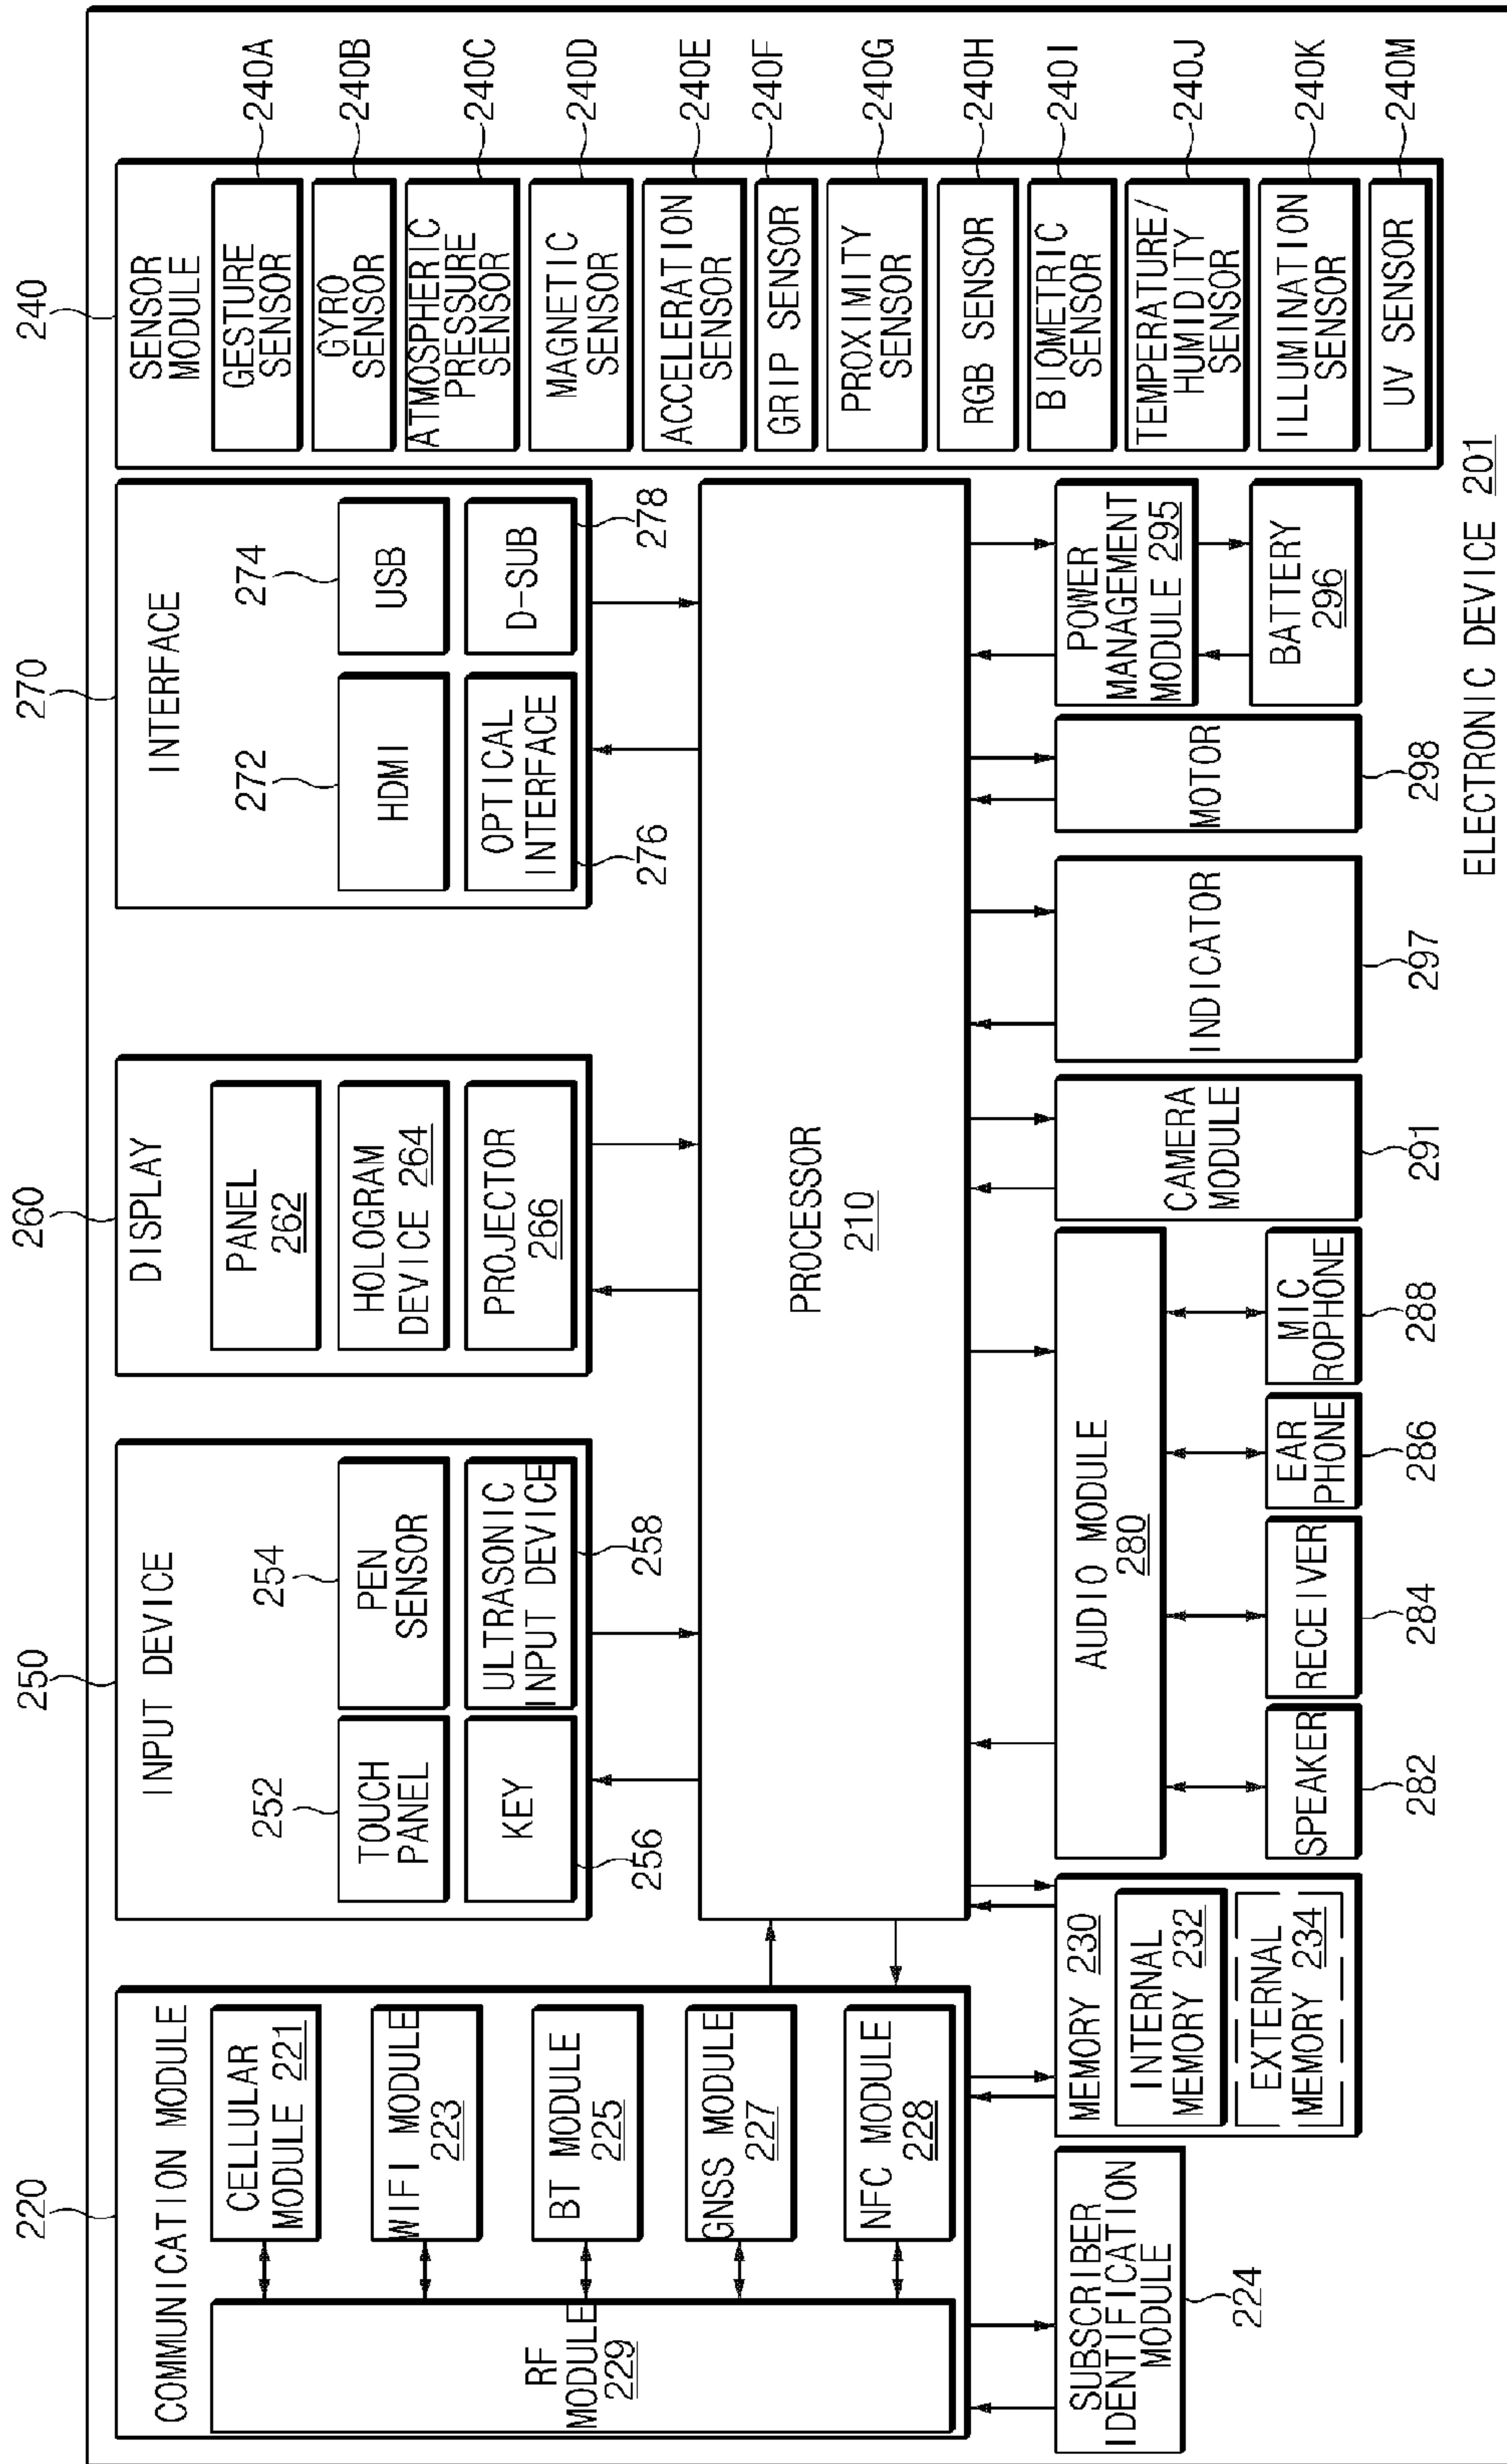 220
COMMUNICATION MODULE
CELLULAR
MODULE 221
WIFI MODULE
223
BT MODULE
225
GNSS MODULE
227
NFC MODULE
228
RF
MODULE
229
SUBSCRIBER
IDENTIFICATION
MODULE
224
MEMORY 230
INTERNAL
MEMORY 232
EXTERNAL
MEMORY 234
250
INPUT DEVICE
252
TOUCH
PANEL
254
PEN
SENSOR
KEY
256
ULTRASONIC
INPUT DEVICE
258
260
DISPLAY
PANEL
262
HOLOGRAM
DEVICE 264
PROJECTOR
266
270
INTERFACE
272
HDMI
274
USB
OPTICAL
INTERFACE
276
D-SUB
278
PROCESSOR
210
AUDIO MODULE
280
SPEAKER
282
RECEIVER
284
EAR
PHONE
286
MIC
ROPHONE
288
CAMERA
MODULE
291
INDICATOR
297
MOTOR
298
POWER
MANAGEMENT
MODULE 295
BATTERY
296
240
SENSOR
MODULE
GESTURE
SENSOR
240A
GYRO
SENSOR
240B
ATMOSPHERIC
PRESSURE
SENSOR
240C
MAGNETIC
SENSOR
240D
ACCELERATION
SENSOR
240E
GRIP SENSOR
240F
PROXIMITY
SENSOR
240G
RGB SENSOR
240H
BIOMETRIC
SENSOR
240I
TEMPERATURE/
HUMIDITY
SENSOR
240J
ILLUMINATION
SENSOR
240K
UV SENSOR
240M
ELECTRONIC DEVICE 201